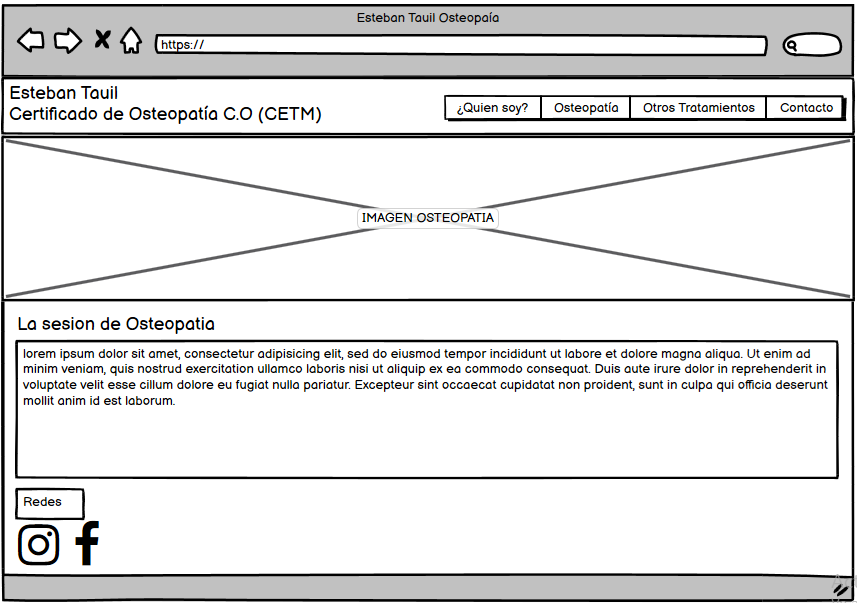 Esteban Tauil Osteopaía
https://
Esteban Tauil
Certificado de Osteopatía C.O (CETM)
¿Quien soy?
Osteopatía
Otros Tratamientos
Contacto
IMAGEN OSTEOPATIA
La sesion de Osteopatia
lorem ipsum dolor sit amet, consectetur adipisicing elit, sed do eiusmod tempor incididunt ut labore et dolore magna aliqua. Ut enim ad
minim veniam, quis nostrud exercitation ullamco laboris nisi ut aliquip ex ea commodo consequat. Duis aute irure dolor in reprehenderit in
voluptate velit esse cillum dolore eu fugiat nulla pariatur. Excepteur sint occaecat cupidatat non proident, sunt in culpa qui officia deserunt
mollit anim id est laborum.
Redes